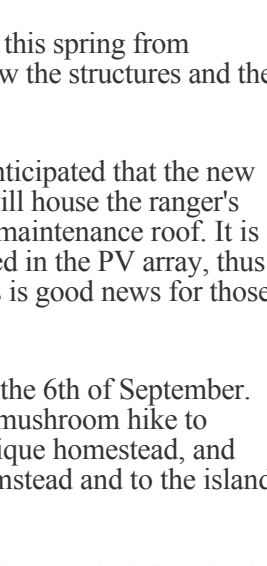 this spring from
w the structures and the
nticipated that the new
ill house the ranger's
maintenance roof. It is
ed in the PV array, thus
s is good news for those
the 6th of September.
mushroom hike to
ique homestead, and
mstead and to the island